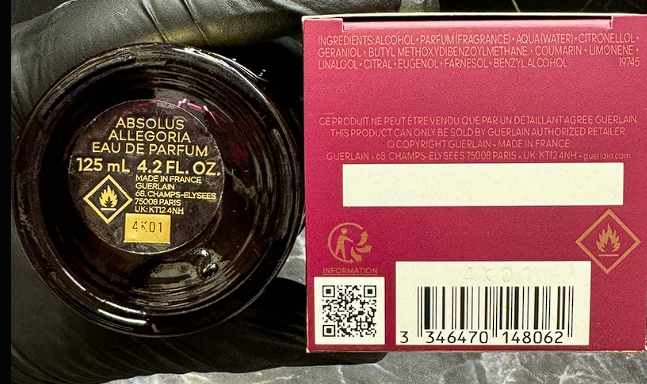 ABSOLUS
ALLEGORIA
EAU DE PARFUM
125 mL 4.2 FL. OZ.
MADE IN FRANCE
GUERLAIN
68, CHAMPS-ELYSEES
75008 PARIS
UK: KT12 4NH
4K01
INGREDIENTS: ALCOHOL • PARFUM (FRAGRANCE) • AQUA (WATER) • CITRONELLOL •
GERANIOL • BUTYL METHOXYDIBENZOYLMETHANE • COUMARIN • LIMONENE •
LINALOOL • CITRAL • EUGENOL • FARNESOL • BENZYL ALCOHOL 19745
CE PRODUIT NE PEUT ÊTRE VENDU QUE PAR UN DÉTAILLANT AGRÉÉ GUERLAIN.
THIS PRODUCT CAN ONLY BE SOLD BY GUERLAIN AUTHORIZED RETAILER.
© COPYRIGHT GUERLAIN - MADE IN FRANCE
GUERLAIN • 68, CHAMPS-ELYSEES 75008 PARIS • UK: KT12 4NH • guerlain.com
INFORMATION
4K01
3 346470 148062